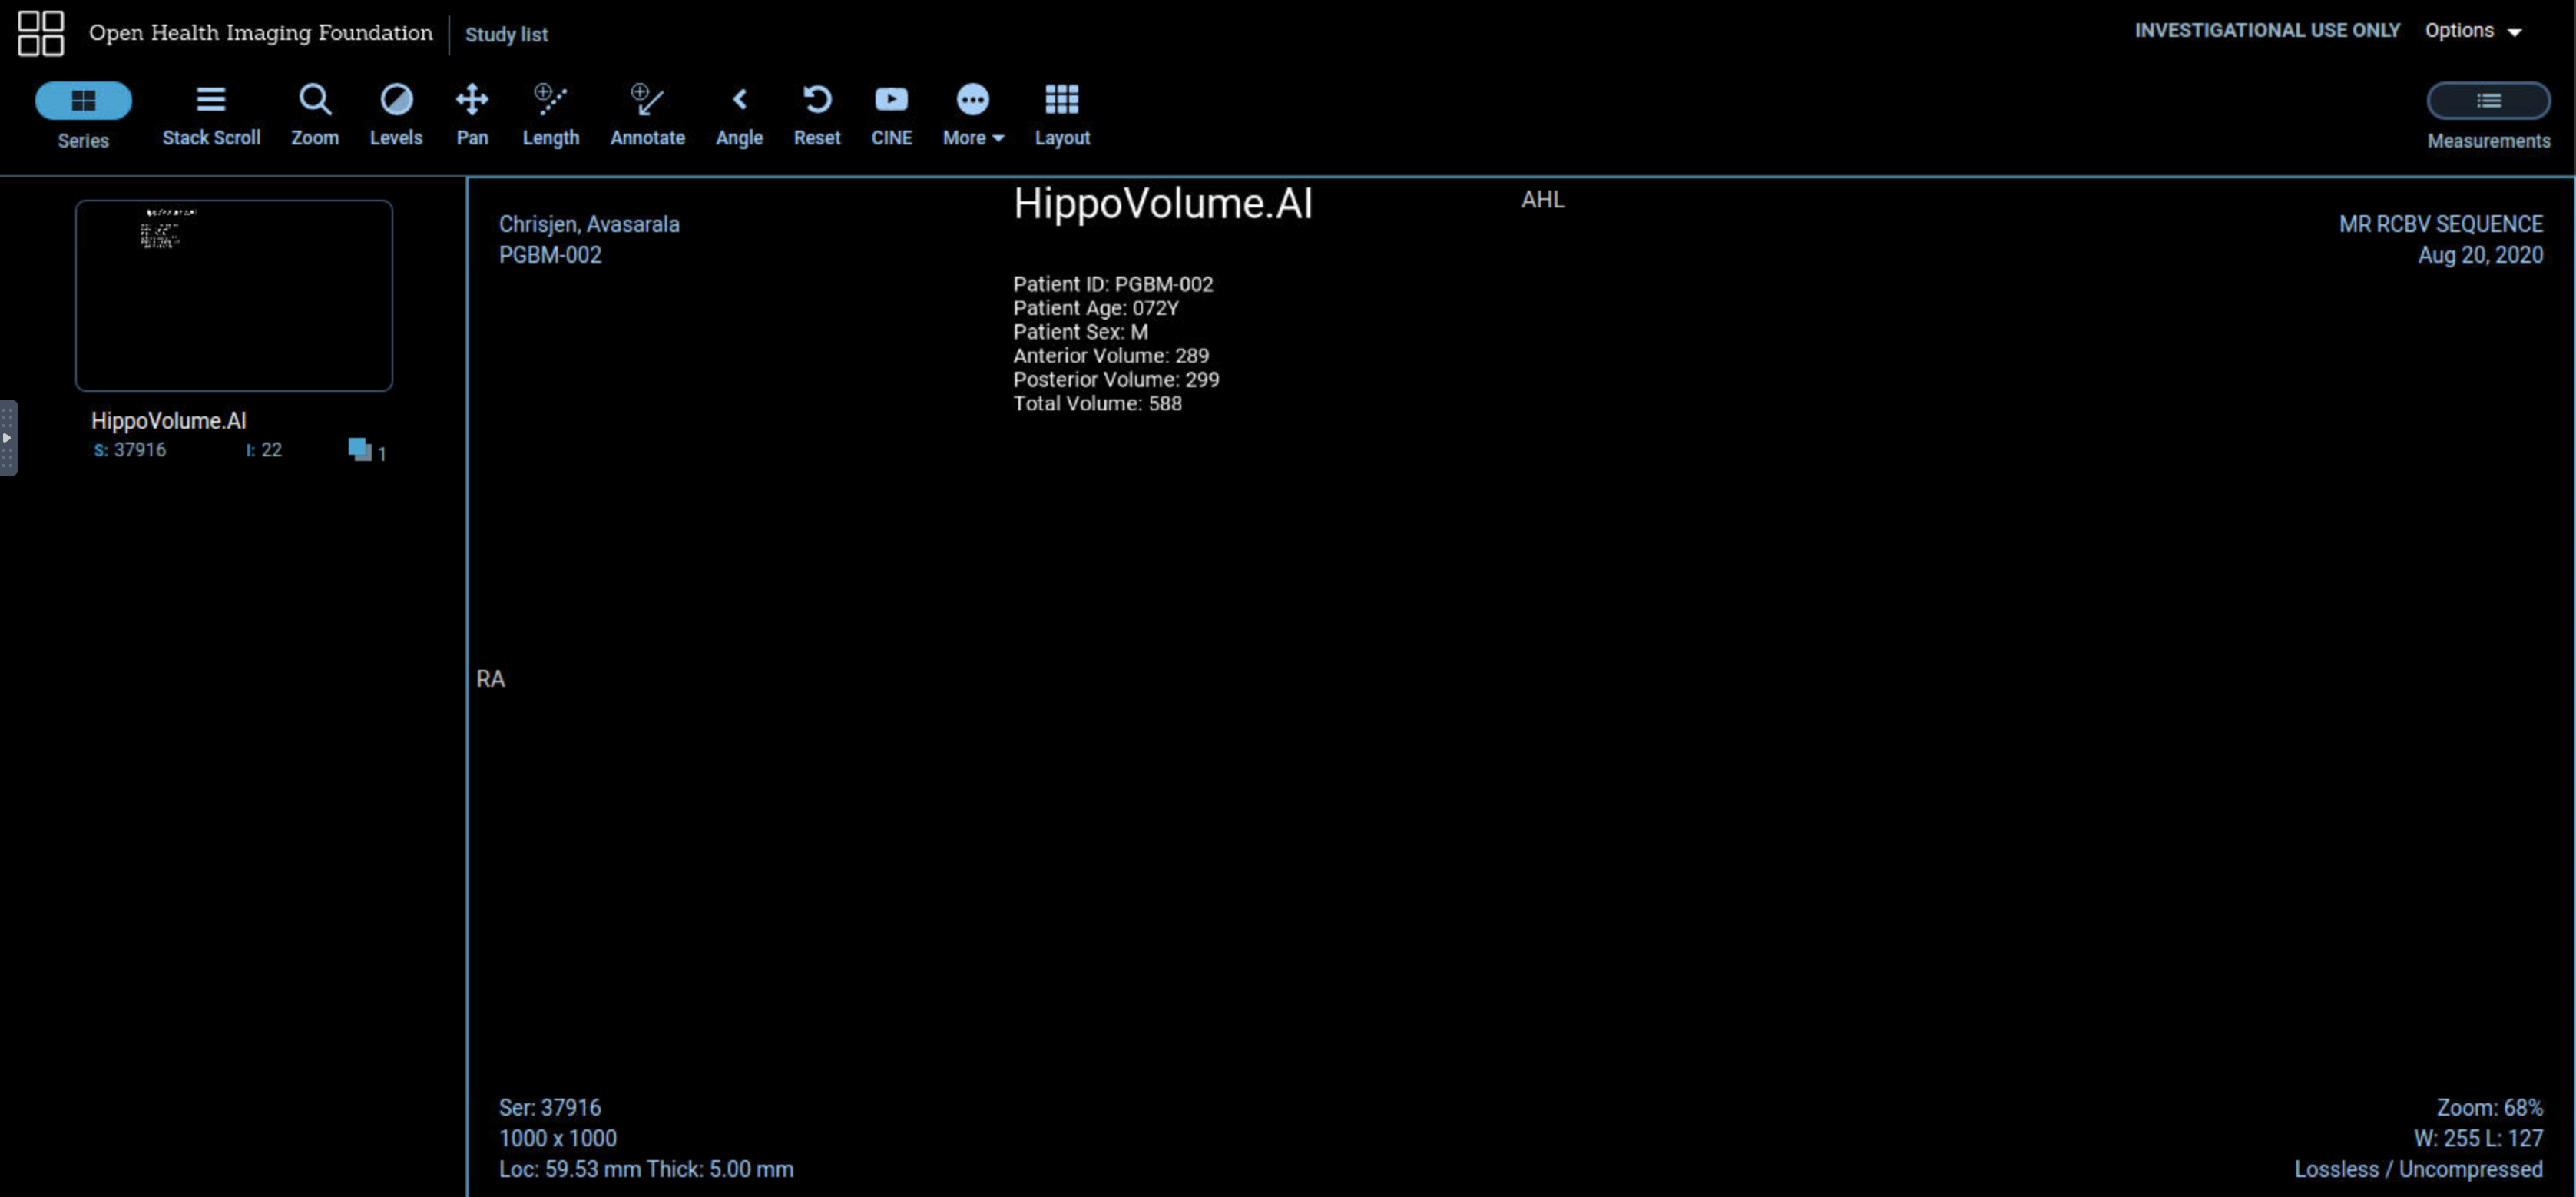 Open Health Imaging Foundation
Study list
INVESTIGATIONAL USE ONLY
Options
Series
Stack Scroll
Zoom
Levels
Pan
Length
Annotate
Angle
Reset
CINE
More
Layout
Measurements
HippoVolume.AI
S: 37916 I: 22 1
Chrisjen, Avasarala
PGBM-002
HippoVolume.AI
AHL
MR RCBV SEQUENCE
Aug 20, 2020
Patient ID: PGBM-002
Patient Age: 072Y
Patient Sex: M
Anterior Volume: 289
Posterior Volume: 299
Total Volume: 588
RA
Ser: 37916
1000 x 1000
Loc: 59.53 mm Thick: 5.00 mm
Zoom: 68%
W: 255 L: 127
Lossless / Uncompressed